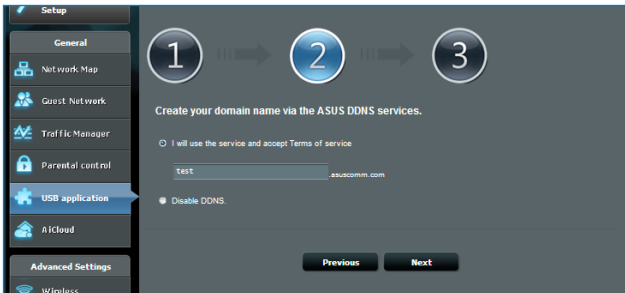 Setup
General
Network Map
Guest Network
Traffic Manager
Parental control
USB application
AiCloud
Advanced Settings
Wireless
1 2 3
Create your domain name via the ASUS DDNS services.
I will use the service and accept Terms of service
test .asuscomm.com
Disable DDNS.
Previous Next